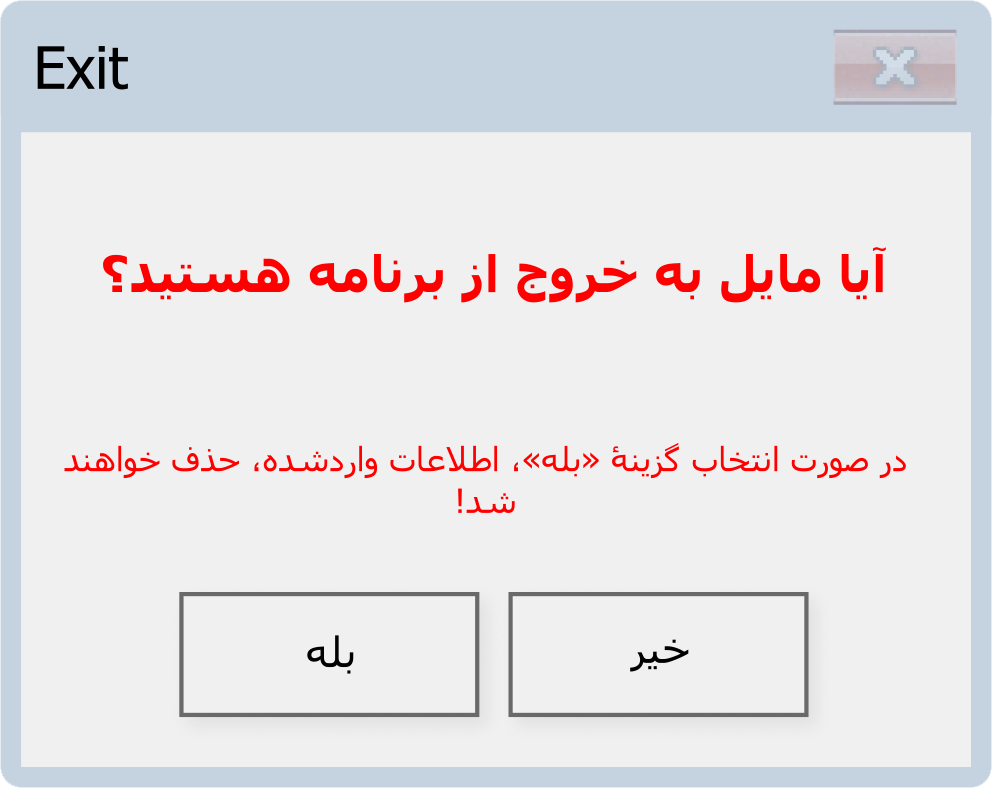 Exit
آیا مایل به خروج از برنامه هستید؟
در صورت انتخاب گزینهٔ «بله»، اطلاعات واردشده، حذف خواهند
شد!
خیر
بله